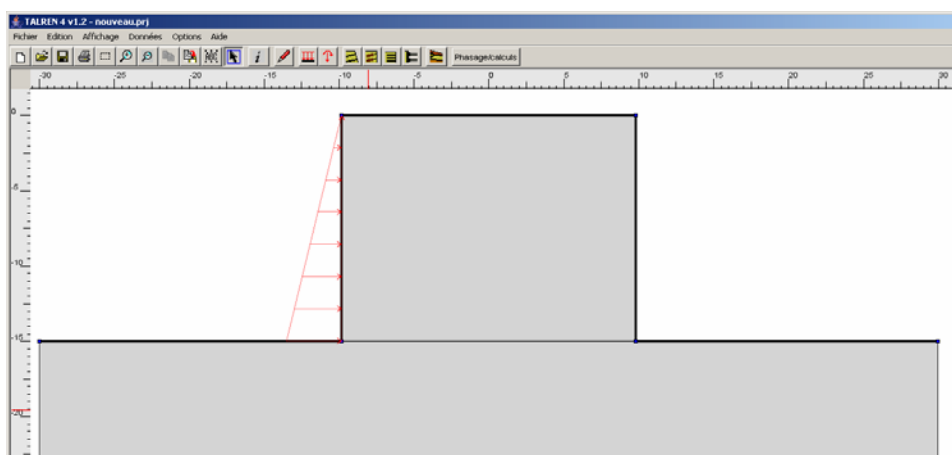 TALREN 4 v1.2 - nouveau.prj
Fichier Edition Affichage Données Options Aide
Phasage/calculs
-30 -25 -20 -15 -10 -5 0 5 10 15 20 25 30
0
-5
-10
-15
-20